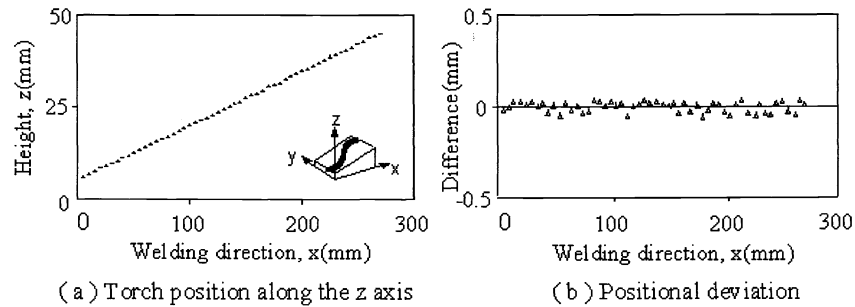 50
25
0
Height, z(mm)
z
y
x
0
100
200
300
Welding direction, x(mm)
(a) Torch position along the z axis
0.5
0
-0.5
Difference(mm)
0
100
200
300
Welding direction, x(mm)
(b) Positional deviation